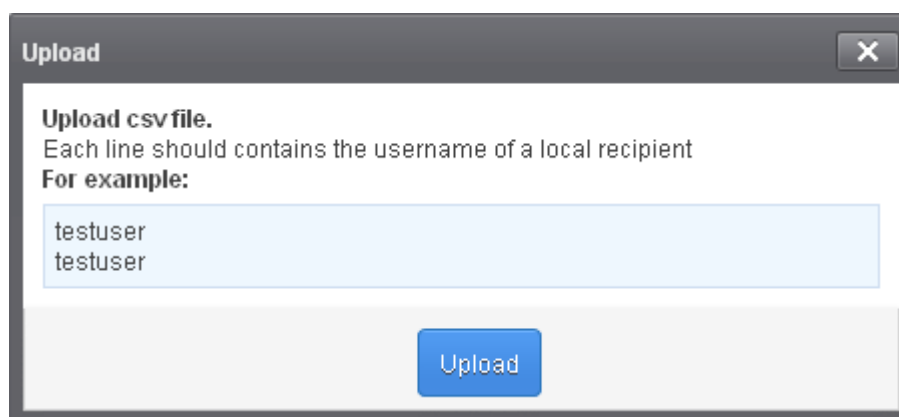 Upload
Upload csv file.
Each line should contains the username of a local recipient
For example:
testuser
testuser
Upload